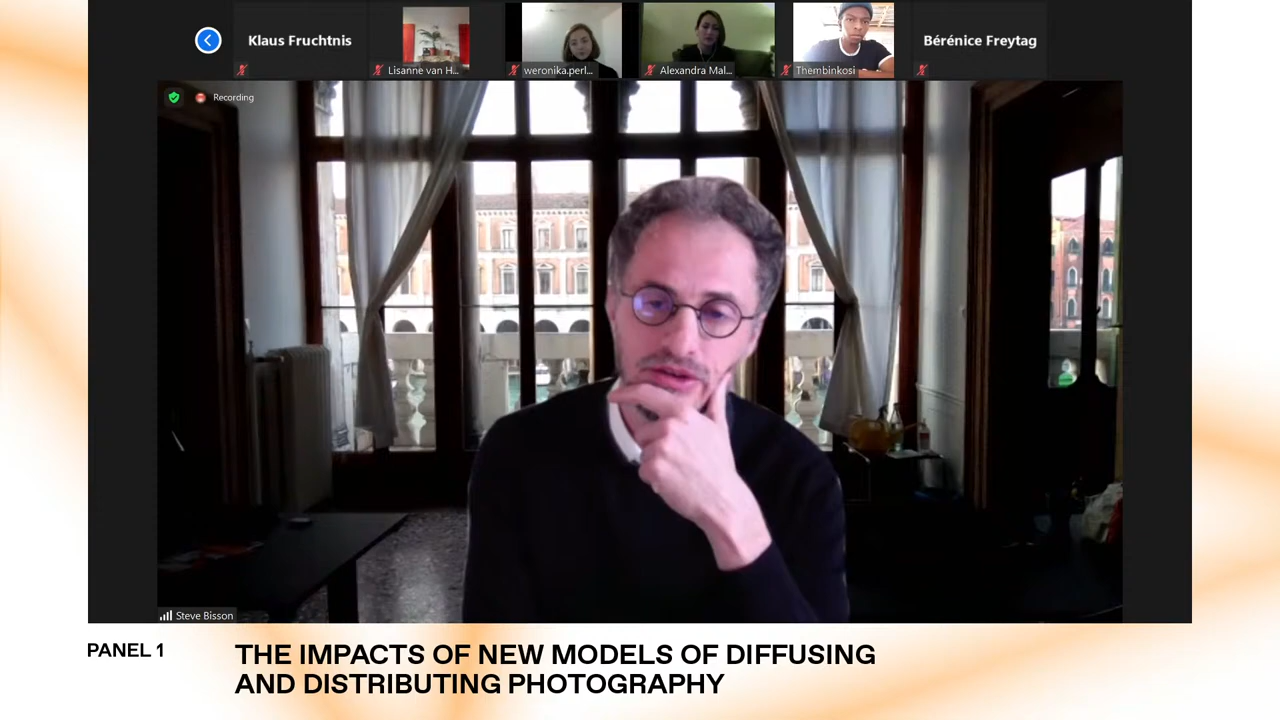 Klaus Fruchtnis
Lisanne van H...
weronika.perl...
Alexandra Mal...
Thembinkosi
Bérénice Freytag
Recording
Steve Bisson
PANEL 1
THE IMPACTS OF NEW MODELS OF DIFFUSING
AND DISTRIBUTING PHOTOGRAPHY